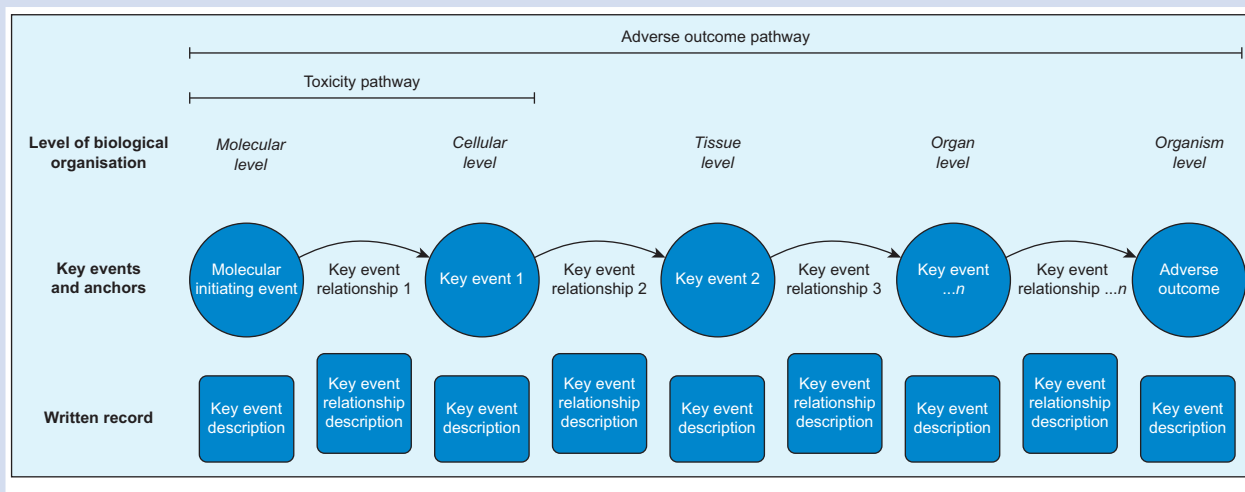 Adverse outcome pathway
Toxicity pathway
Level of biological
organisation
Molecular
level
Cellular
level
Tissue
level
Organ
level
Organism
level
Key events
and anchors
Molecular
initiating event
Key event
relationship 1
Key event 1
Key event
relationship 2
Key event 2
Key event
relationship 3
Key event
...n
Key event
relationship ...n
Adverse
outcome
Written record
Key event
description
Key event
relationship
description
Key event
description
Key event
relationship
description
Key event
description
Key event
relationship
description
Key event
description
Key event
relationship
description
Key event
description